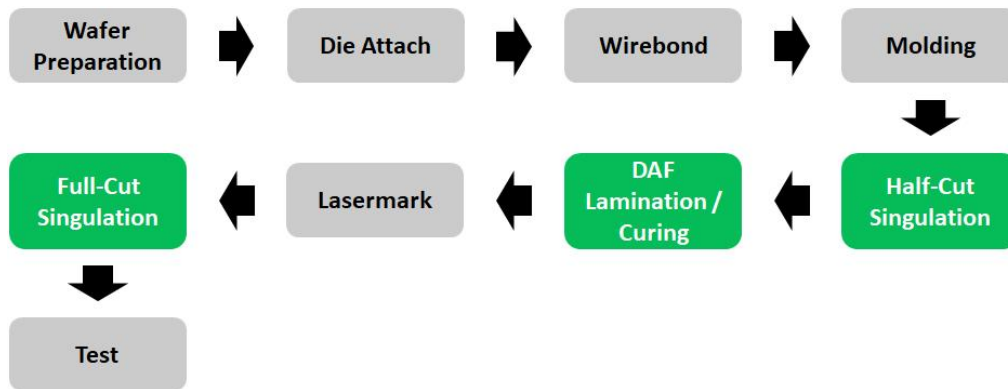 Wafer
Preparation
Die Attach
Wirebond
Molding
Half-Cut
Singulation
DAF
Lamination /
Curing
Lasermark
Full-Cut
Singulation
Test